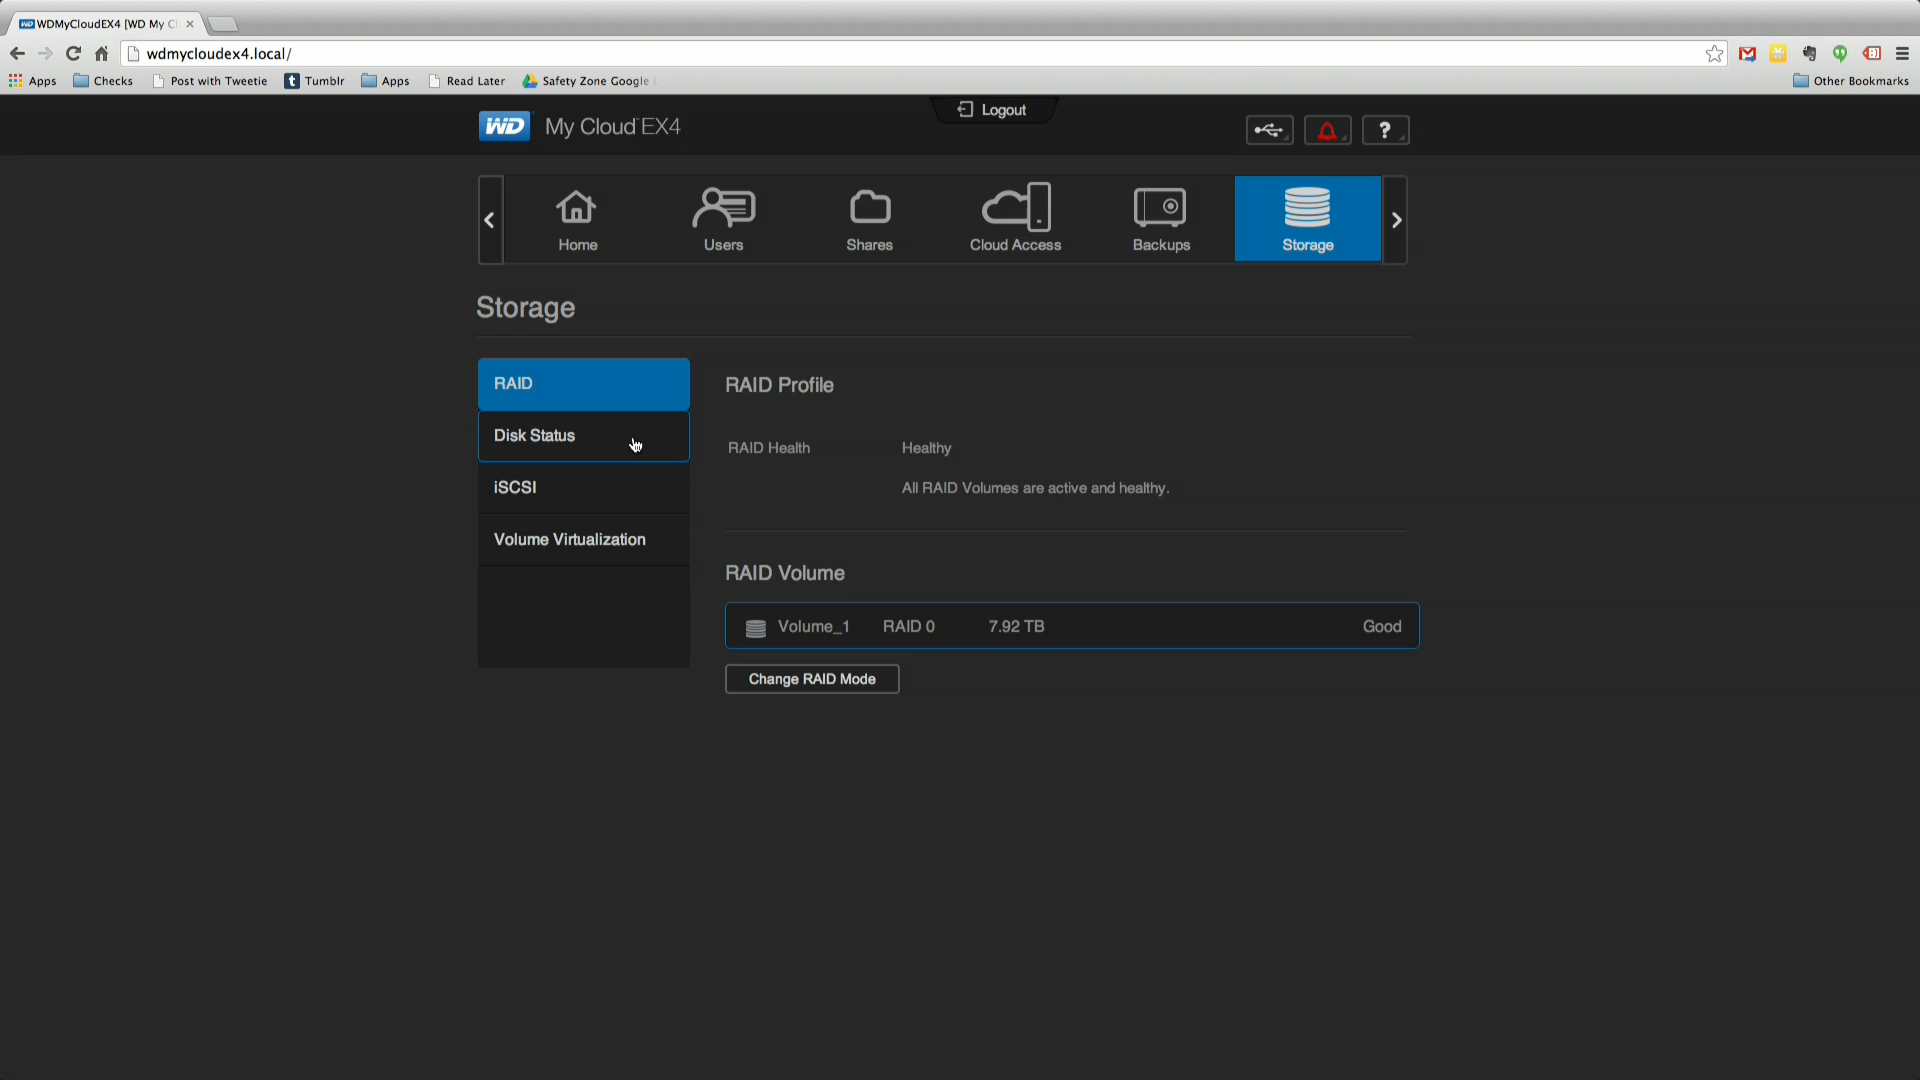 WDMyCloudEX4 [WD My C
wdmycloudex4.local/
Apps Checks Post with Tweetie Tumblr Apps Read Later Safety Zone Google Other Bookmarks
Logout
WD My Cloud EX4 ?
Home Users Shares Cloud Access Backups Storage
Storage
RAID
Disk Status
iSCSI
Volume Virtualization
RAID Profile
RAID Health Healthy
All RAID Volumes are active and healthy.
RAID Volume
Volume_1 RAID 0 7.92 TB Good
Change RAID Mode